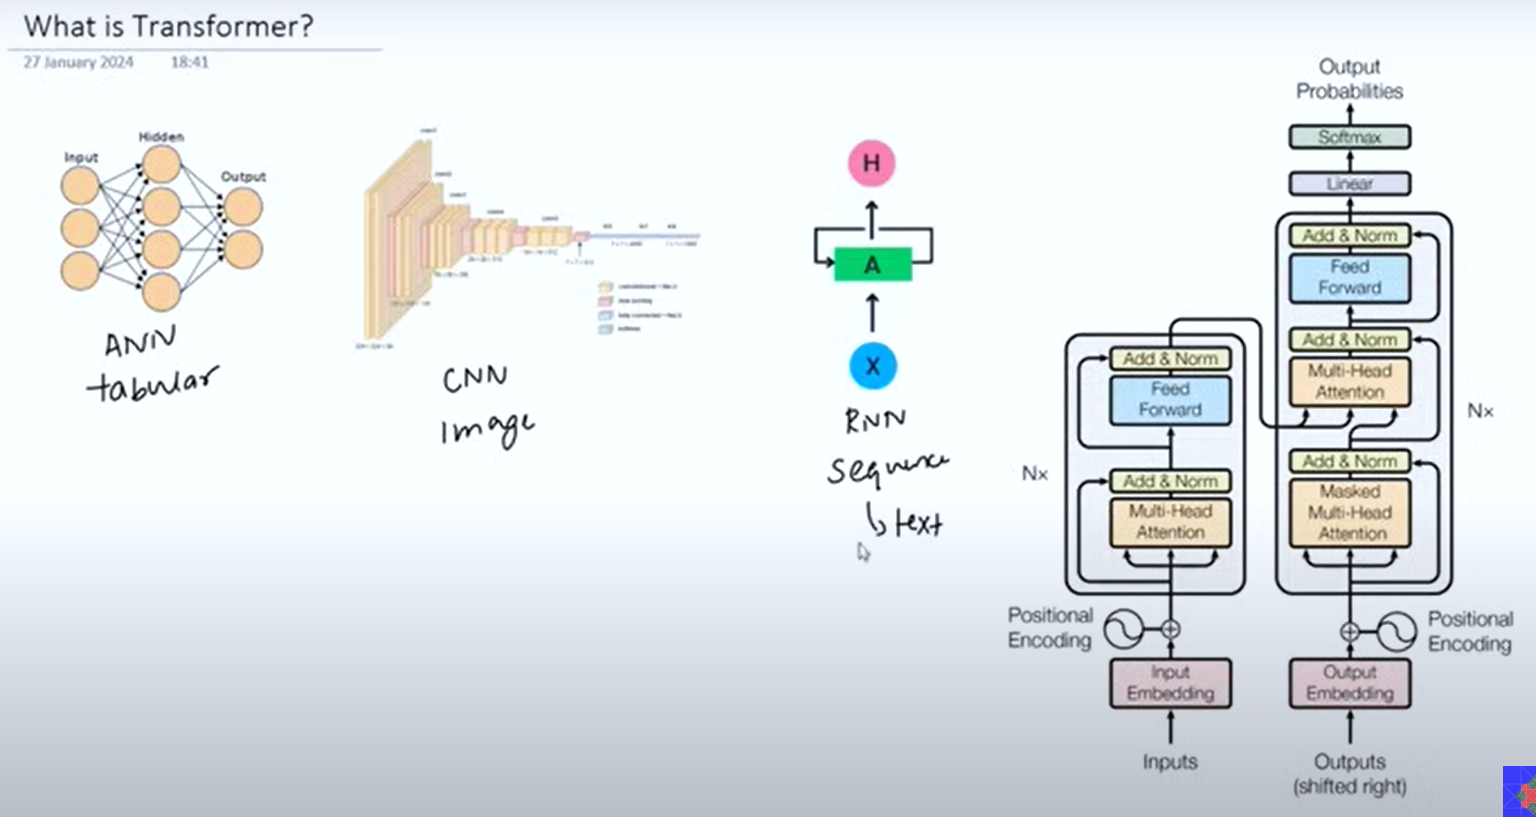 What is Transformer?
27 January 2024 18:41
Input
Hidden
Output
ANN
tabular
CNN
Image
H
A
X
RNN
Sequence
↳ text
Output
Probabilities
Softmax
Linear
Add & Norm
Feed
Forward
Add & Norm
Multi-Head
Attention
Add & Norm
Masked
Multi-Head
Attention
Nx
Add & Norm
Feed
Forward
Add & Norm
Multi-Head
Attention
Nx
Positional
Encoding
Positional
Encoding
Input
Embedding
Output
Embedding
Inputs
Outputs
(shifted right)